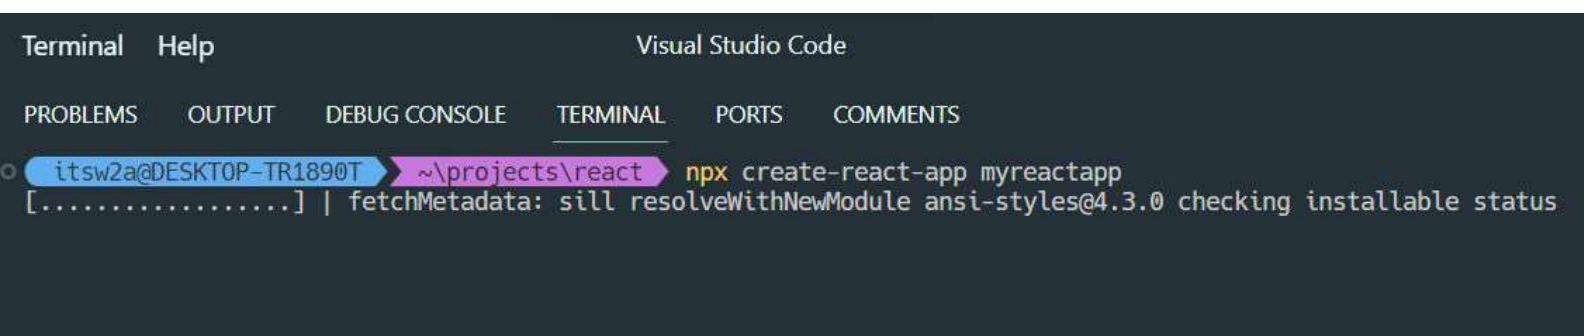 Terminal Help Visual Studio Code
PROBLEMS OUTPUT DEBUG CONSOLE TERMINAL PORTS COMMENTS
itsw2a@DESKTOP-TR1890T ~\projects\react npx create-react-app myreactapp
[..................] | fetchMetadata: sill resolveWithNewModule ansi-styles@4.3.0 checking installable status